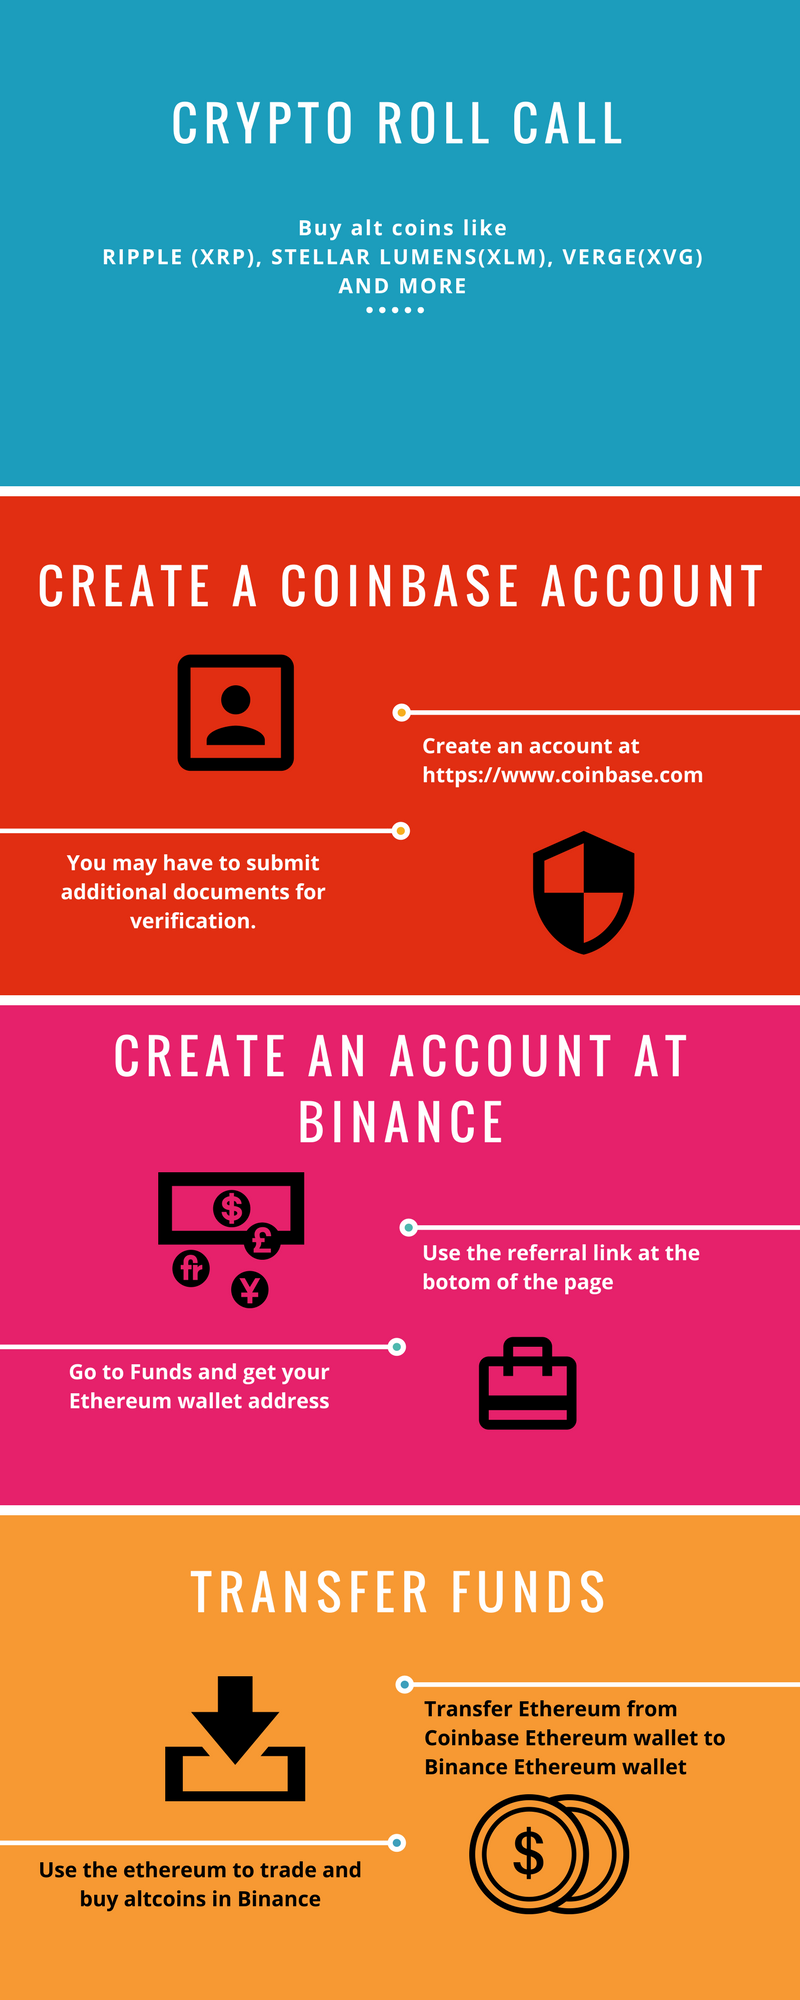 CRYPTO ROLL CALL
Buy alt coins like
RIPPLE (XRP), STELLAR LUMENS(XLM), VERGE(XVG)
AND MORE
CREATE A COINBASE ACCOUNT
Create an account at
https://www.coinbase.com
You may have to submit
additional documents for
verification.
CREATE AN ACCOUNT AT
BINANCE
$
£
fr
¥
Use the referral link at the
botom of the page
Go to Funds and get your
Ethereum wallet address
TRANSFER FUNDS
Transfer Ethereum from
Coinbase Ethereum wallet to
Binance Ethereum wallet
$
Use the ethereum to trade and
buy altcoins in Binance